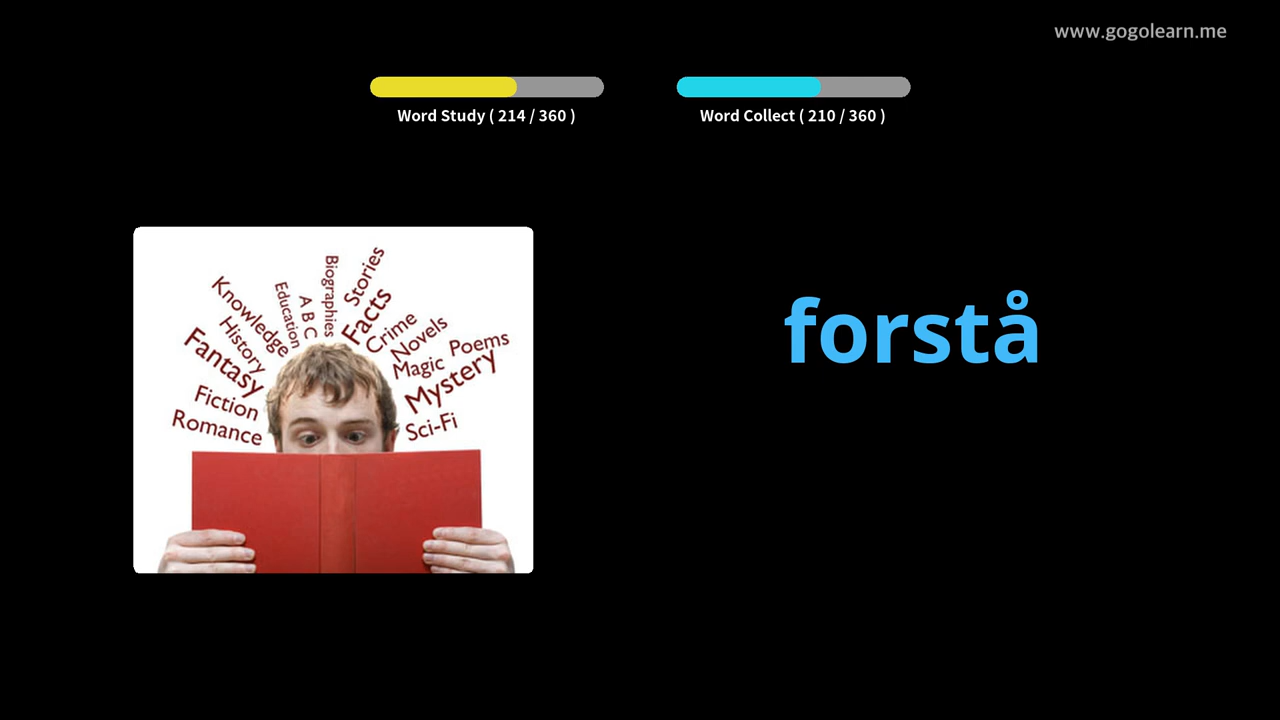 www.gogolearn.me
Word Study ( 214 / 360 )
Word Collect ( 210 / 360 )
Biographies
Stories
Knowledge
Education
A B C
Facts
Crime
History
Novels
Fantasy
Magic
Poems
Mystery
Fiction
Romance
Sci-Fi
forstå